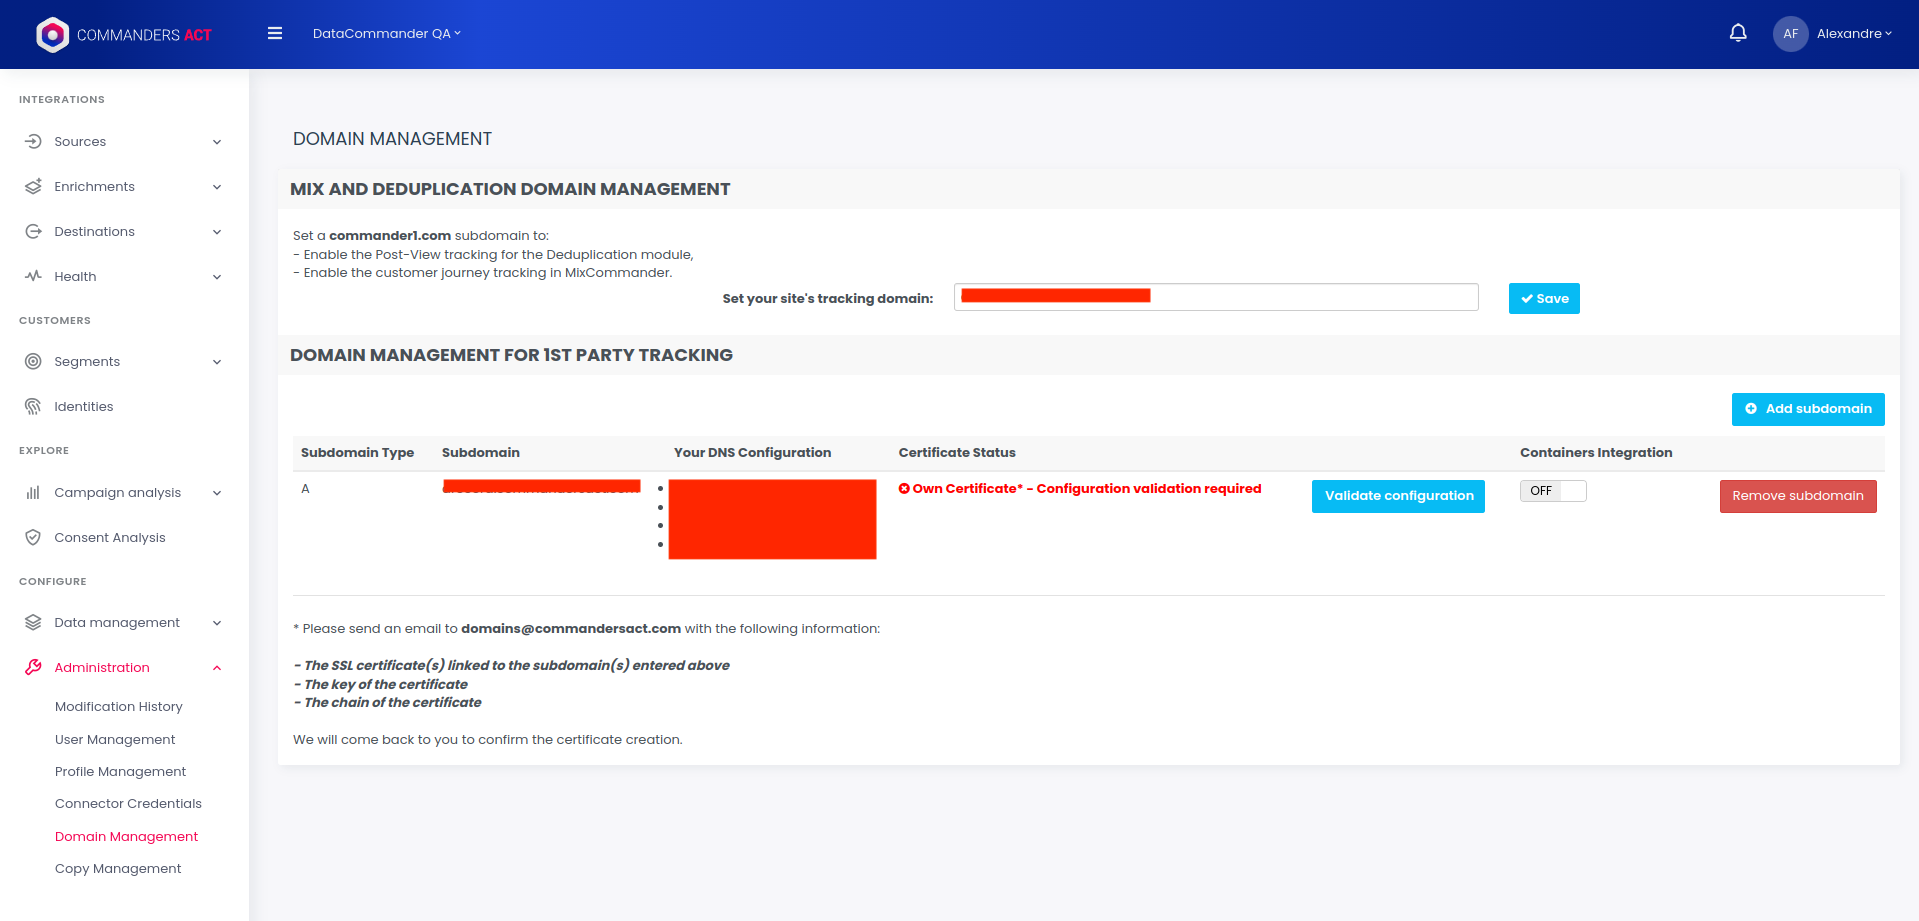 COMMANDERS ACT
DataCommander QA
AF
Alexandre
INTEGRATIONS
Sources
Enrichments
Destinations
Health
CUSTOMERS
Segments
Identities
EXPLORE
Campaign analysis
Consent Analysis
CONFIGURE
Data management
Administration
Modification History
User Management
Profile Management
Connector Credentials
Domain Management
Copy Management
DOMAIN MANAGEMENT
MIX AND DEDUPLICATION DOMAIN MANAGEMENT
Set a commander1.com subdomain to:
- Enable the Post-View tracking for the Deduplication module,
- Enable the customer journey tracking in MixCommander.
Set your site's tracking domain:
Save
DOMAIN MANAGEMENT FOR 1ST PARTY TRACKING
Add subdomain
Subdomain Type Subdomain Your DNS Configuration Certificate Status Containers Integration
A
Own Certificate* - Configuration validation required
Validate configuration
OFF
Remove subdomain
* Please send an email to domains@commandersact.com with the following information:
- The SSL certificate(s) linked to the subdomain(s) entered above
- The key of the certificate
- The chain of the certificate
We will come back to you to confirm the certificate creation.